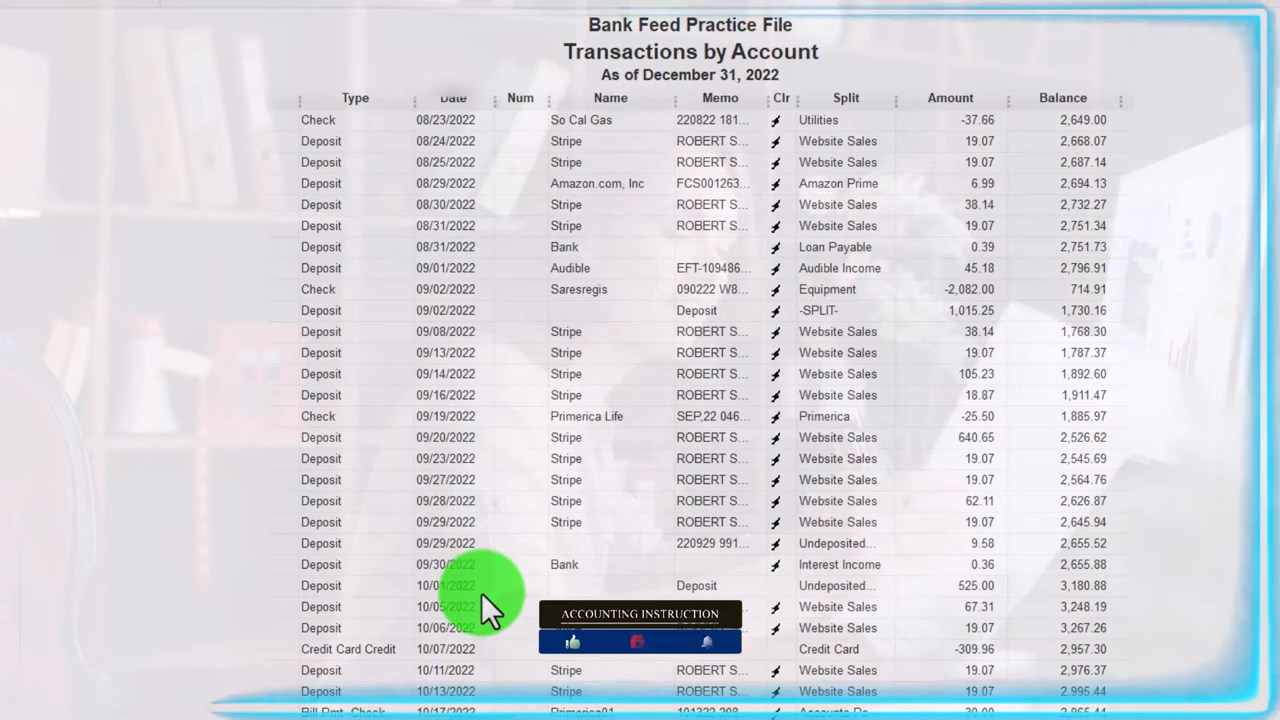 Bank Feed Practice File
Transactions by Account
As of December 31, 2022
Type Date Num Name Memo Clr Split Amount Balance
Check 08/23/2022 So Cal Gas 220822 181... Utilities -37.66 2,649.00
Deposit 08/24/2022 Stripe ROBERT S... Website Sales 19.07 2,668.07
Deposit 08/25/2022 Stripe ROBERT S... Website Sales 19.07 2,687.14
Deposit 08/29/2022 Amazon.com, Inc FCS001263... Amazon Prime 6.99 2,694.13
Deposit 08/30/2022 Stripe ROBERT S... Website Sales 38.14 2,732.27
Deposit 08/31/2022 Stripe ROBERT S... Website Sales 19.07 2,751.34
Deposit 08/31/2022 Bank Loan Payable 0.39 2,751.73
Deposit 09/01/2022 Audible EFT-109486... Audible Income 45.18 2,796.91
Check 09/02/2022 Saresregis 090222 W8... Equipment -2,082.00 714.91
Deposit 09/02/2022 Deposit -SPLIT- 1,015.25 1,730.16
Deposit 09/08/2022 Stripe ROBERT S... Website Sales 38.14 1,768.30
Deposit 09/13/2022 Stripe ROBERT S... Website Sales 19.07 1,787.37
Deposit 09/14/2022 Stripe ROBERT S... Website Sales 105.23 1,892.60
Deposit 09/16/2022 Stripe ROBERT S... Website Sales 18.87 1,911.47
Check 09/19/2022 Primerica Life SEP,22 046... Primerica -25.50 1,885.97
Deposit 09/20/2022 Stripe ROBERT S... Website Sales 640.65 2,526.62
Deposit 09/23/2022 Stripe ROBERT S... Website Sales 19.07 2,545.69
Deposit 09/27/2022 Stripe ROBERT S... Website Sales 19.07 2,564.76
Deposit 09/28/2022 Stripe ROBERT S... Website Sales 62.11 2,626.87
Deposit 09/29/2022 Stripe ROBERT S... Website Sales 19.07 2,645.94
Deposit 09/29/2022 220929 991... Undeposited... 9.58 2,655.52
Deposit 09/30/2022 Bank Interest Income 0.36 2,655.88
Deposit 10/01/2022 Deposit Undeposited... 525.00 3,180.88
Deposit 10/05/2022 Website Sales 67.31 3,248.19
ACCOUNTING INSTRUCTION
Deposit 10/06/2022 Website Sales 19.07 3,267.26
Credit Card Credit 10/07/2022 Credit Card -309.96 2,957.30
Deposit 10/11/2022 Stripe ROBERT S... Website Sales 19.07 2,976.37
Deposit 10/13/2022 Stripe ROBERT S... Website Sales 19.07 2,995.44